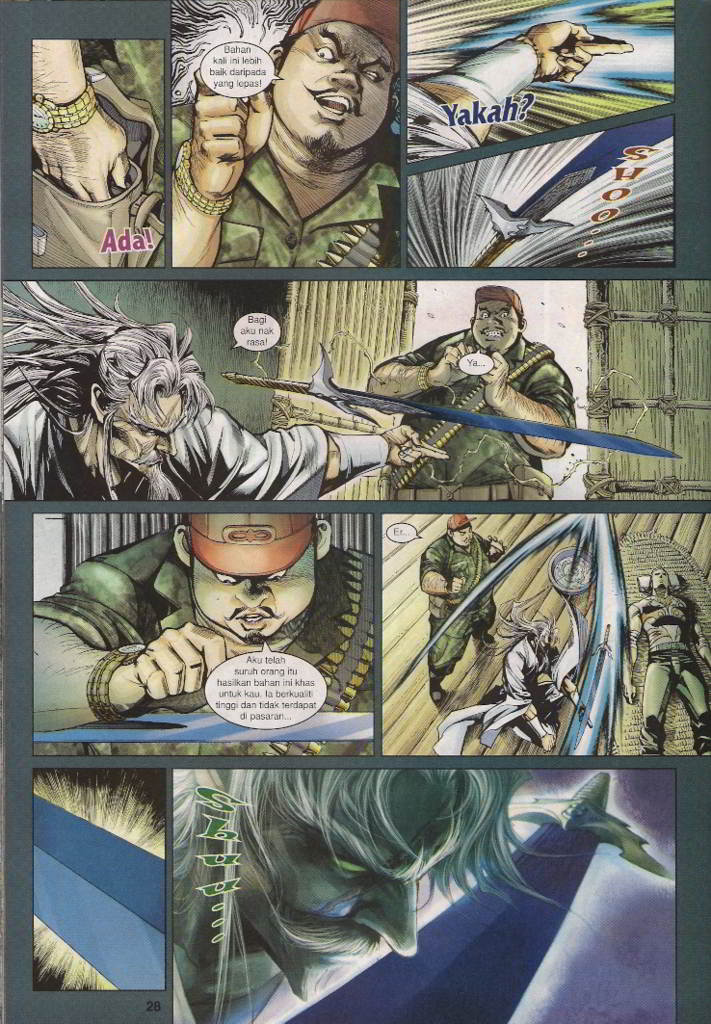 Ada!
Bahan
kali ini lebih
baik daripada
yang lepas!
Yakah?
SHOO...
Bagi
aku nak
rasa!
Ya...
Aku telah
suruh orang itu
hasilkan bahan ini khas
untuk kau. Ia berkualiti
tinggi dan tidak terdapat
di pasaran...
Er...
Shuu...
28